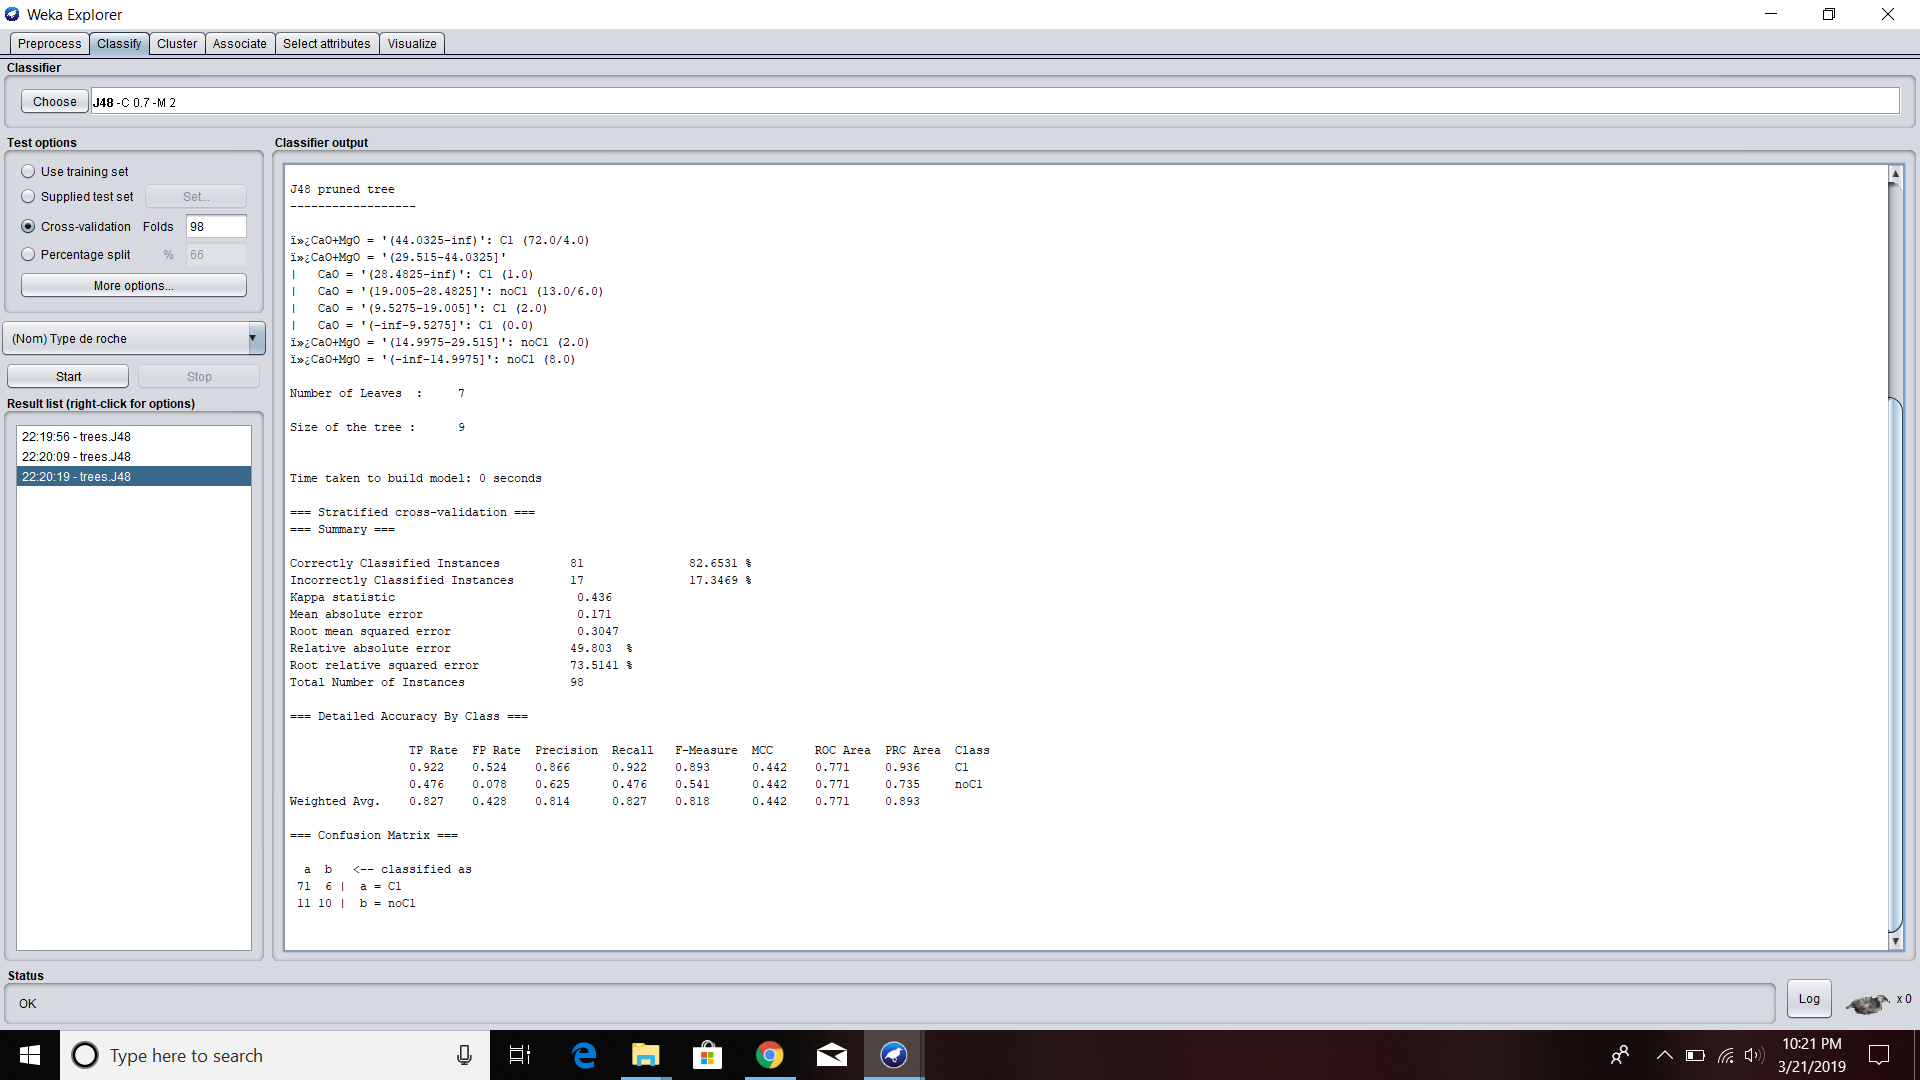 Weka Explorer
Preprocess Classify Cluster Associate Select attributes Visualize
Classifier
Choose J48 -C 0.7 -M 2
Test options
Use training set
Supplied test set Set...
Cross-validation Folds 98
Percentage split % 66
More options...
(Nom) Type de roche
Start Stop
Result list (right-click for options)
22:19:56 - trees.J48
22:20:09 - trees.J48
22:20:19 - trees.J48
Classifier output
J48 pruned tree
------------------
ï»¿CaO+MgO = '(44.0325-inf)': Cl (72.0/4.0)
ï»¿CaO+MgO = '(29.515-44.0325]'
|   CaO = '(28.4825-inf)': Cl (1.0)
|   CaO = '(19.005-28.4825]': noCl (13.0/6.0)
|   CaO = '(9.5275-19.005]': Cl (2.0)
|   CaO = '(-inf-9.5275]': Cl (0.0)
ï»¿CaO+MgO = '(14.9975-29.515]': noCl (2.0)
ï»¿CaO+MgO = '(-inf-14.9975]': noCl (8.0)
Number of Leaves  :     7
Size of the tree :      9
Time taken to build model: 0 seconds
=== Stratified cross-validation ===
=== Summary ===
Correctly Classified Instances          81               82.6531 %
Incorrectly Classified Instances        17               17.3469 %
Kappa statistic                          0.436
Mean absolute error                      0.171
Root mean squared error                  0.3047
Relative absolute error                 49.803  %
Root relative squared error             73.5141 %
Total Number of Instances               98
=== Detailed Accuracy By Class ===
TP Rate  FP Rate  Precision  Recall   F-Measure  MCC      ROC Area  PRC Area  Class
0.922    0.524    0.866      0.922    0.893      0.442    0.771     0.936     Cl
0.476    0.078    0.625      0.476    0.541      0.442    0.771     0.735     noCl
Weighted Avg.    0.827    0.428    0.814      0.827    0.818      0.442    0.771     0.893
=== Confusion Matrix ===
a  b   <-- classified as
71  6 |  a = Cl
11 10 |  b = noCl
Status
OK
Log x 0
Type here to search
10:21 PM
3/21/2019